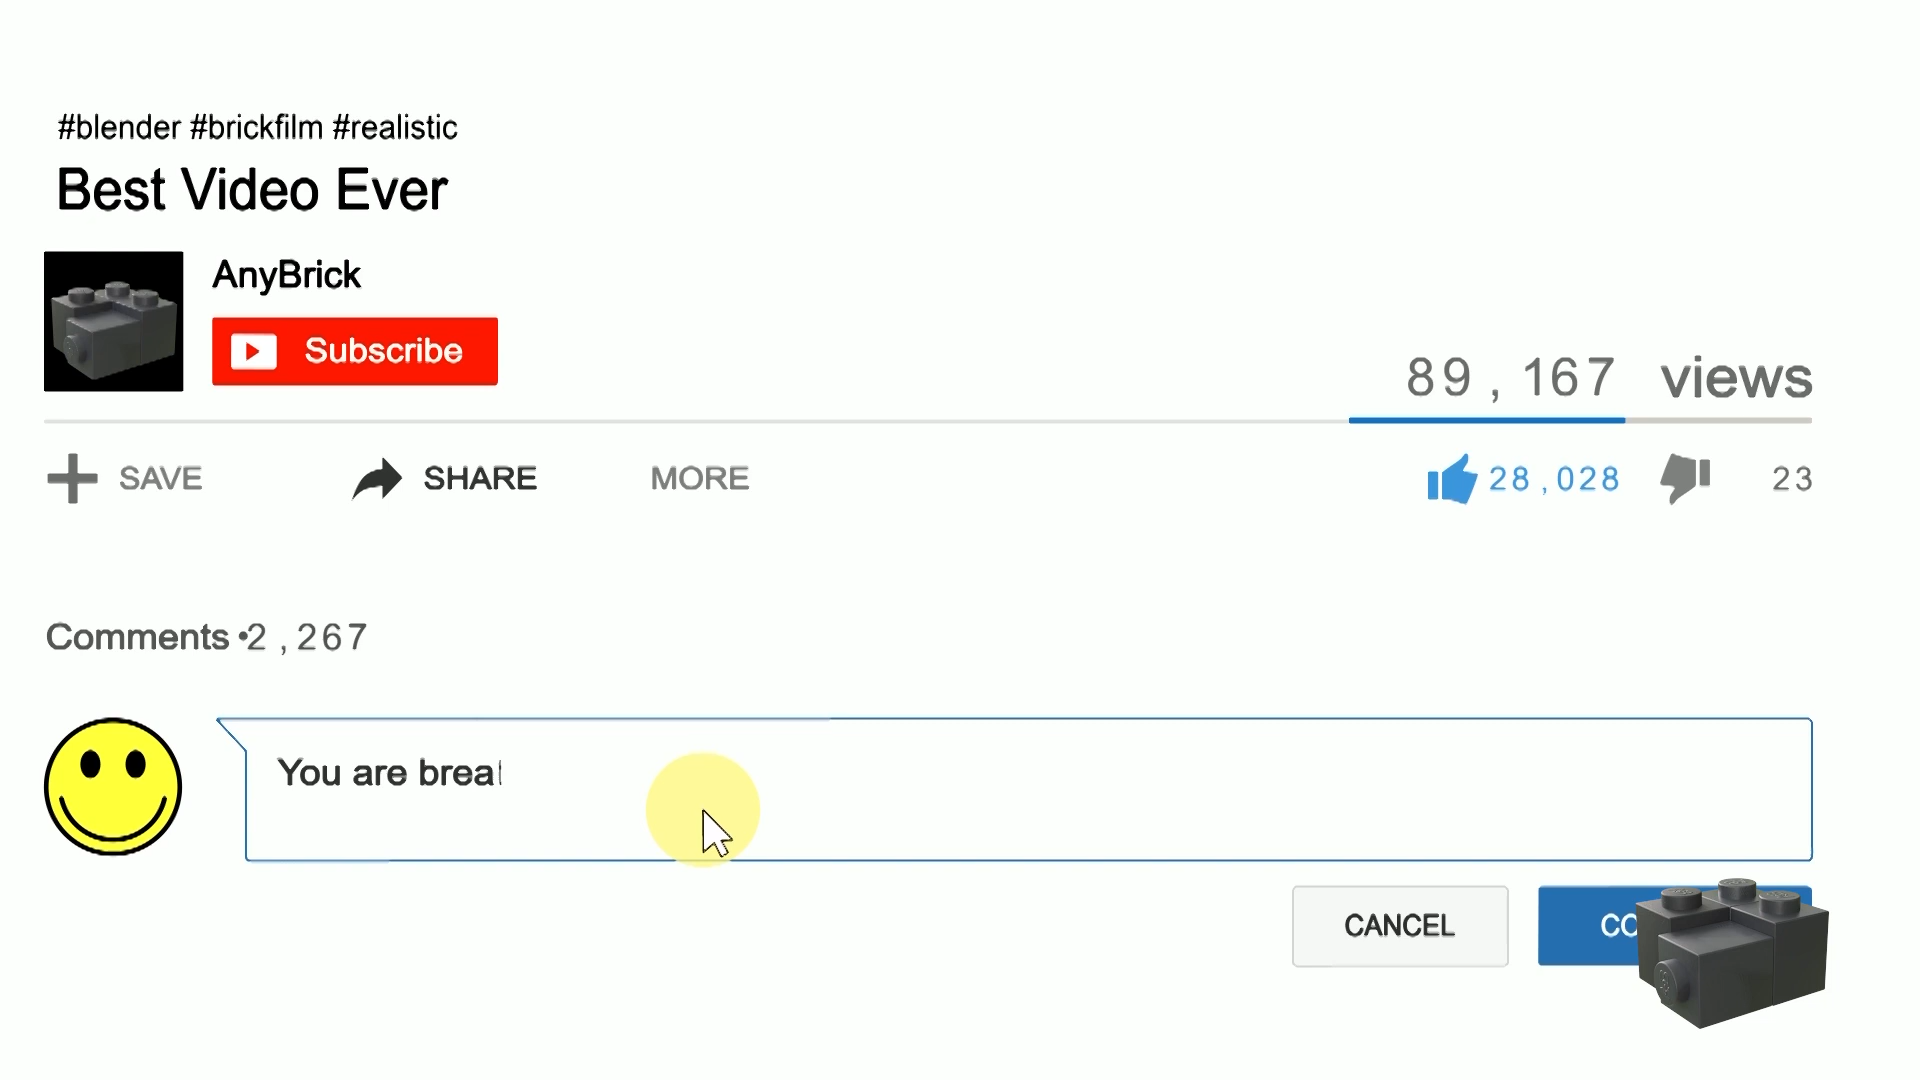 #blender #brickfilm #realistic
Best Video Ever
AnyBrick
Subscribe
89,167 views
SAVE SHARE MORE 28,028 23
Comments •2,267
You are brea
CANCEL CO